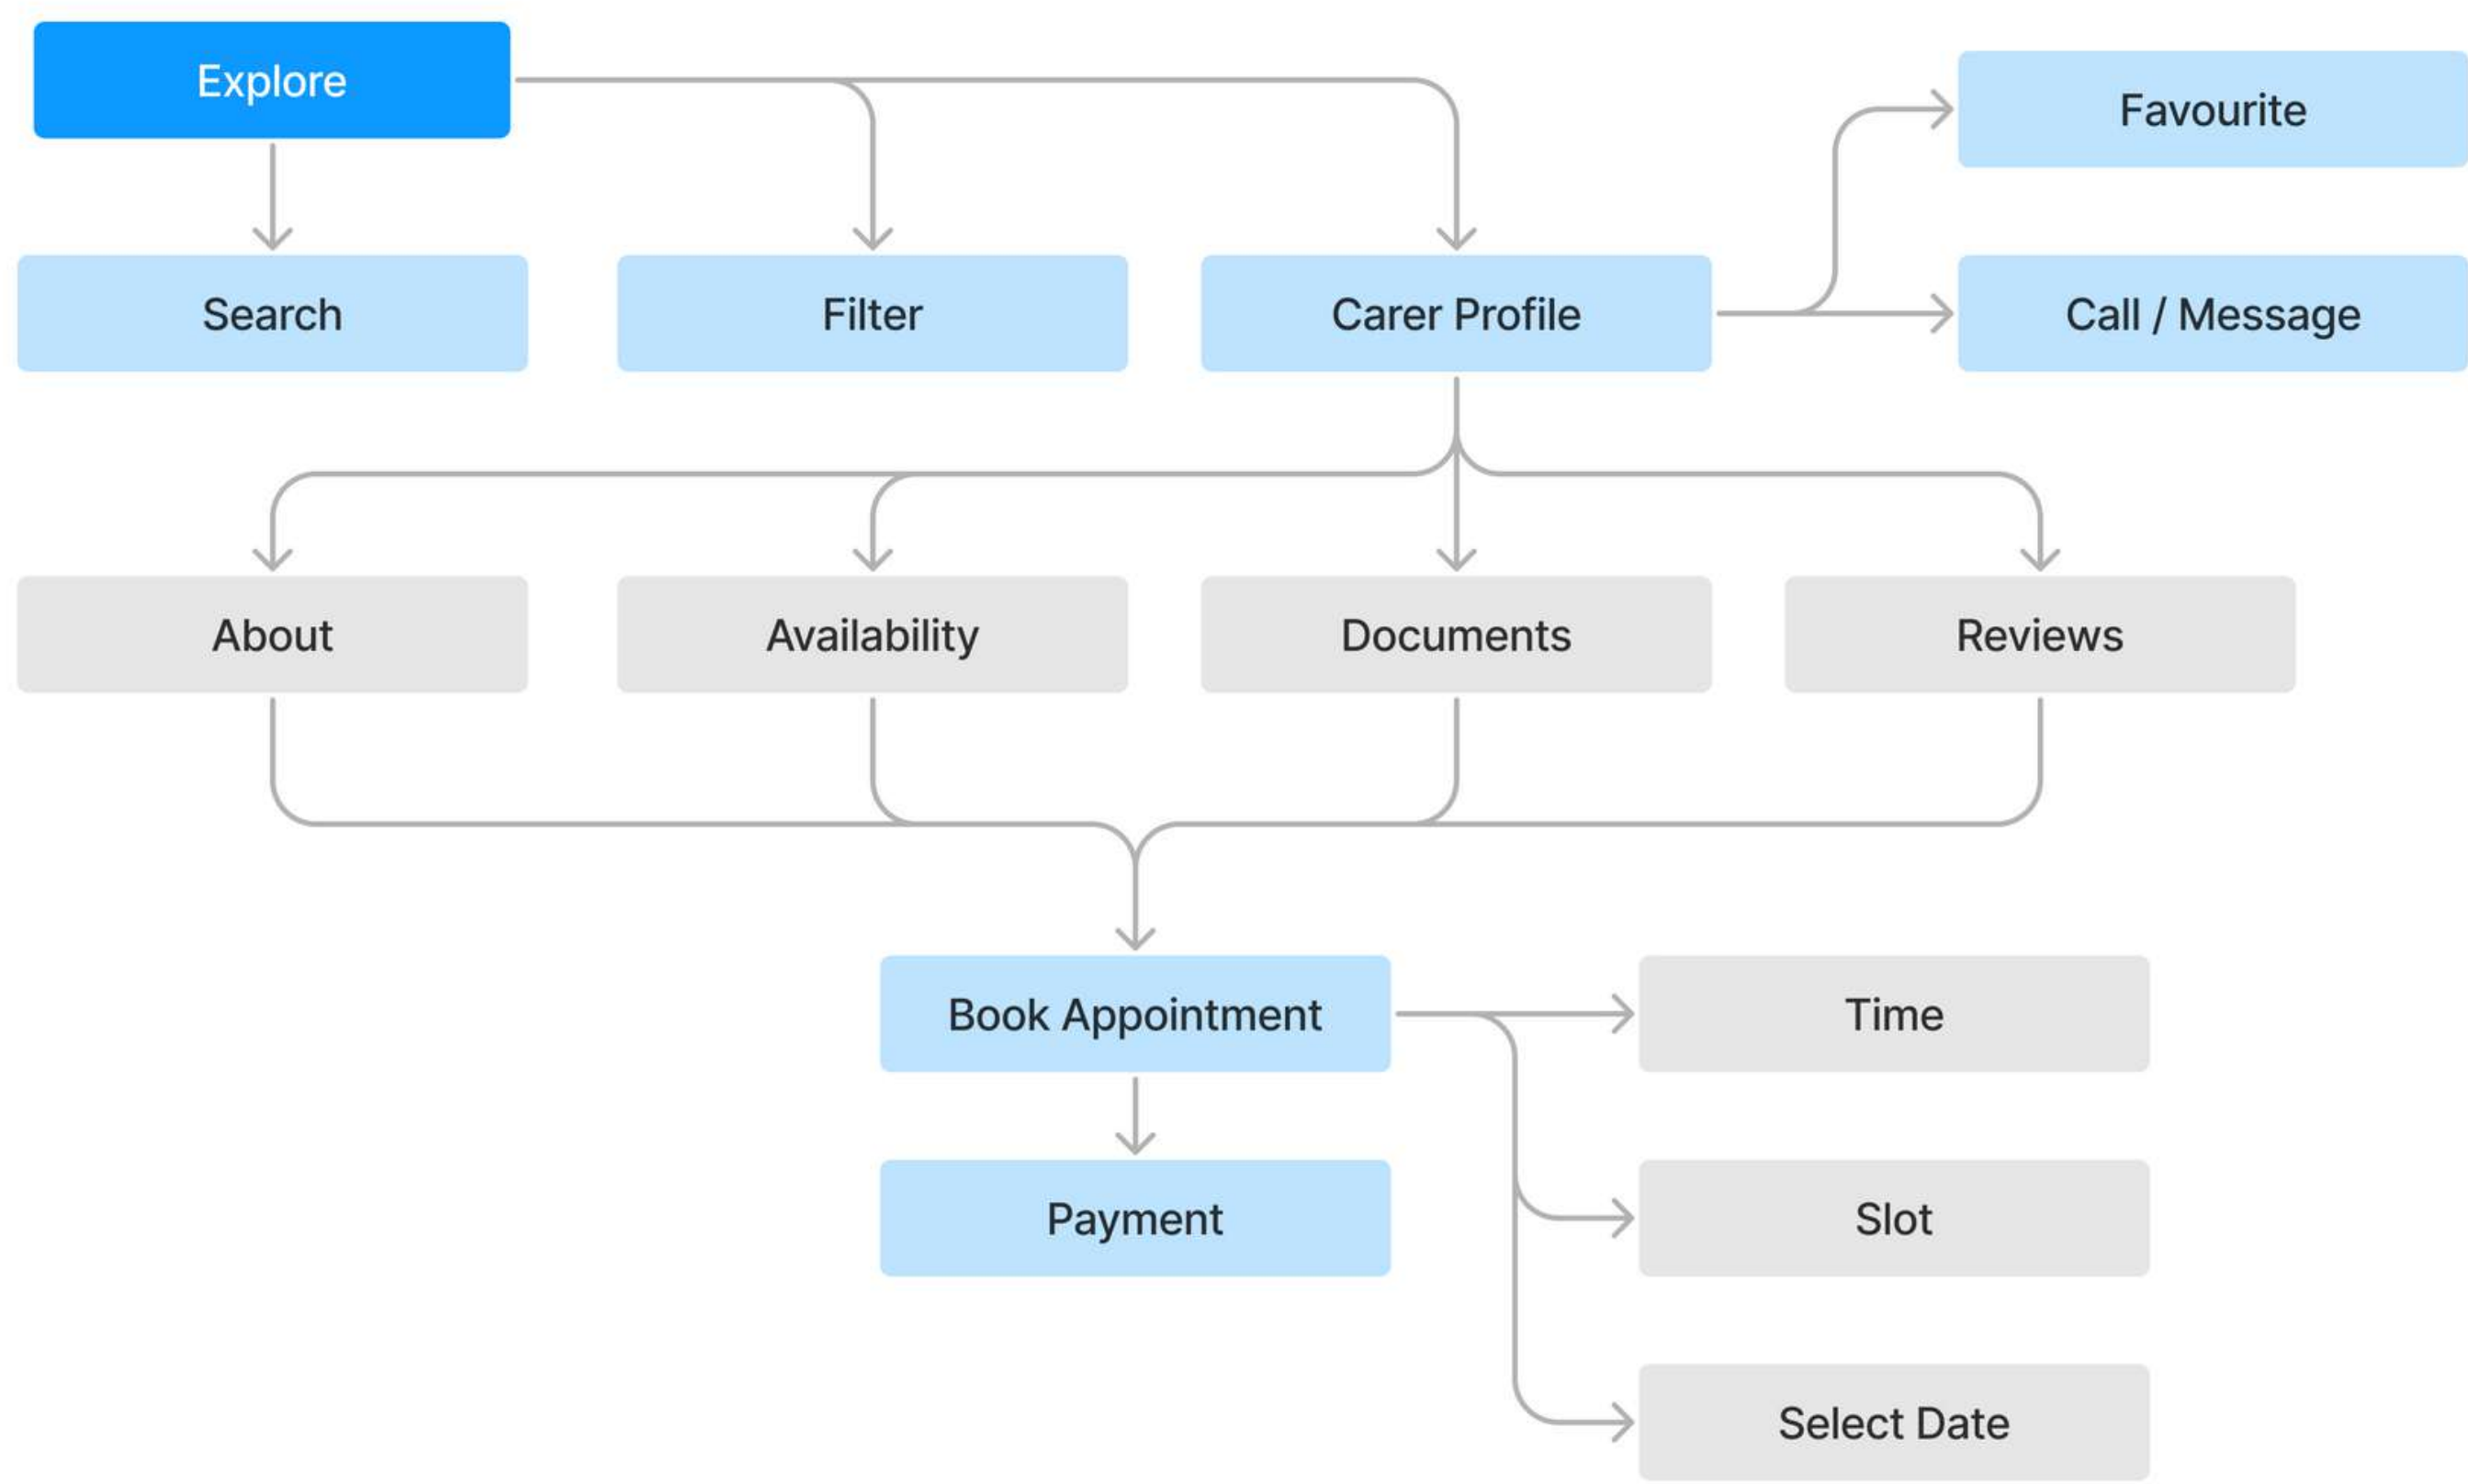 Explore
Favourite
Search
Filter
Carer Profile
Call / Message
About
Availability
Documents
Reviews
Book Appointment
Time
Payment
Slot
Select Date